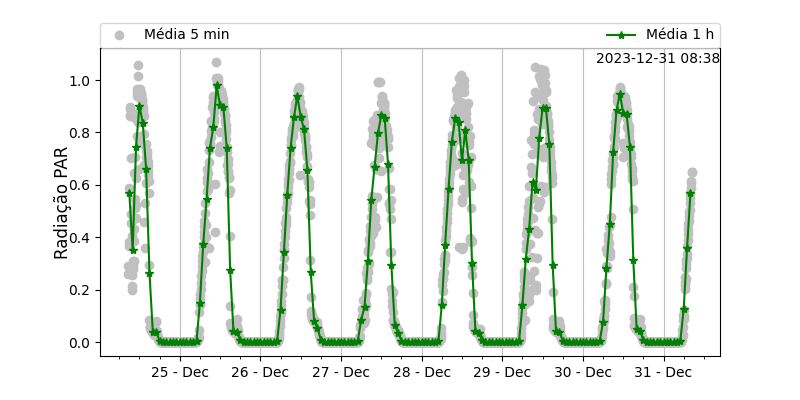 Média 5 min
Média 1 h
2023-12-31 08:38
Radiação PAR
1.0
0.8
0.6
0.4
0.2
0.0
25 - Dec
26 - Dec
27 - Dec
28 - Dec
29 - Dec
30 - Dec
31 - Dec